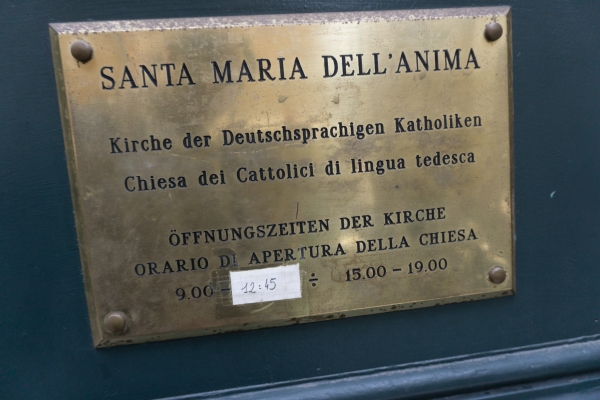 SANTA MARIA DELL'ANIMA
Kirche der Deutschsprachigen Katholiken
Chiesa dei Cattolici di lingua tedesca
ÖFFNUNGSZEITEN DER KIRCHE
ORARIO DI APERTURA DELLA CHIESA
9.00 - 12:45 ÷ 15.00 - 19.00